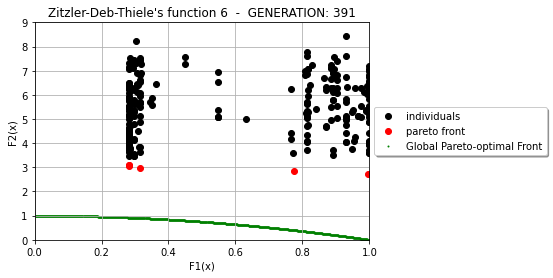 Zitzler-Deb-Thiele's function 6  -  GENERATION: 391
9
8
7
6
5
4
3
2
1
0
F2(x)
0.0 0.2 0.4 0.6 0.8 1.0
F1(x)
individuals
pareto front
Global Pareto-optimal Front